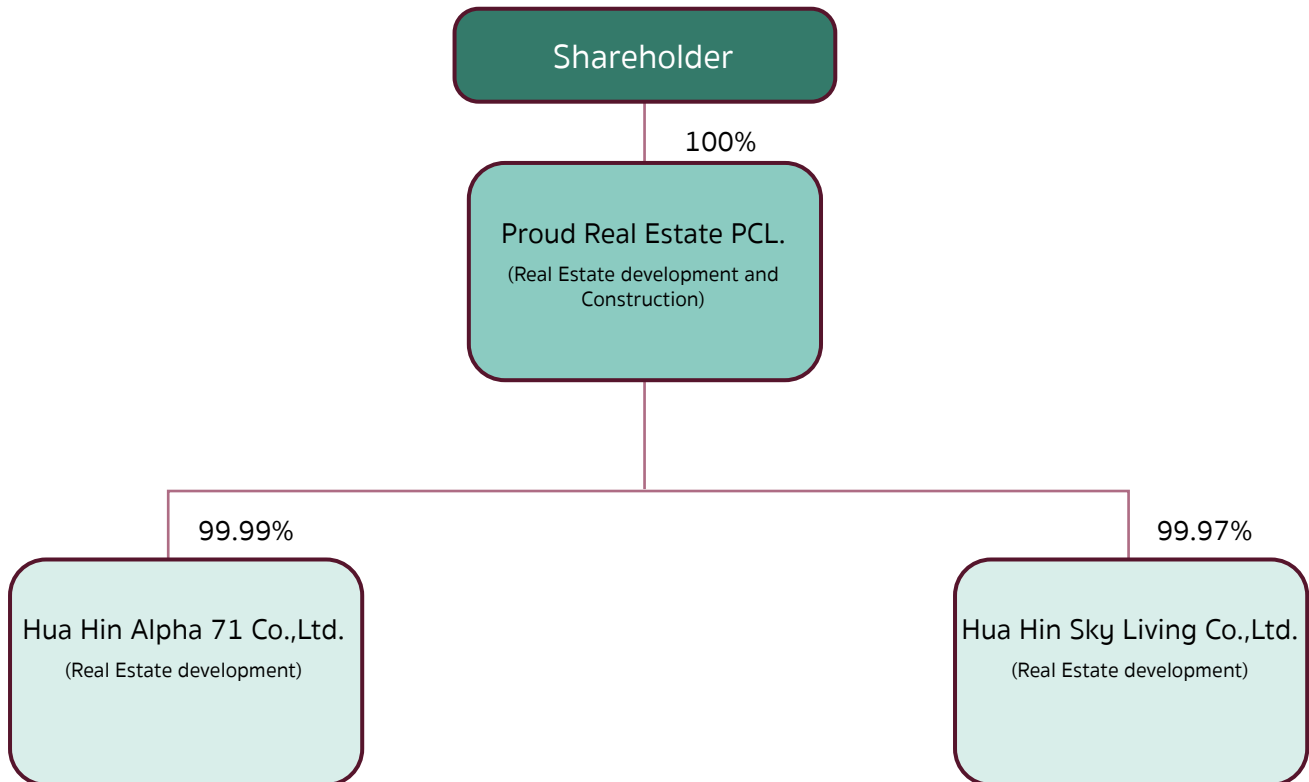 Shareholder
100%
Proud Real Estate PCL.
(Real Estate development and
Construction)
99.99%
99.97%
Hua Hin Alpha 71 Co.,Ltd.
(Real Estate development)
Hua Hin Sky Living Co.,Ltd.
(Real Estate development)